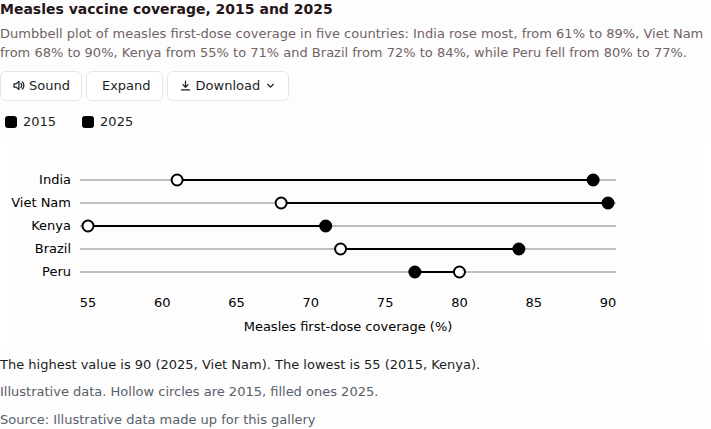 Measles vaccine coverage, 2015 and 2025
Dumbbell plot of measles first-dose coverage in five countries: India rose most, from 61% to 89%, Viet Nam
from 68% to 90%, Kenya from 55% to 71% and Brazil from 72% to 84%, while Peru fell from 80% to 77%.
Sound Expand Download
2015 2025
India
Viet Nam
Kenya
Brazil
Peru
55 60 65 70 75 80 85 90
Measles first-dose coverage (%)
The highest value is 90 (2025, Viet Nam). The lowest is 55 (2015, Kenya).
Illustrative data. Hollow circles are 2015, filled ones 2025.
Source: Illustrative data made up for this gallery